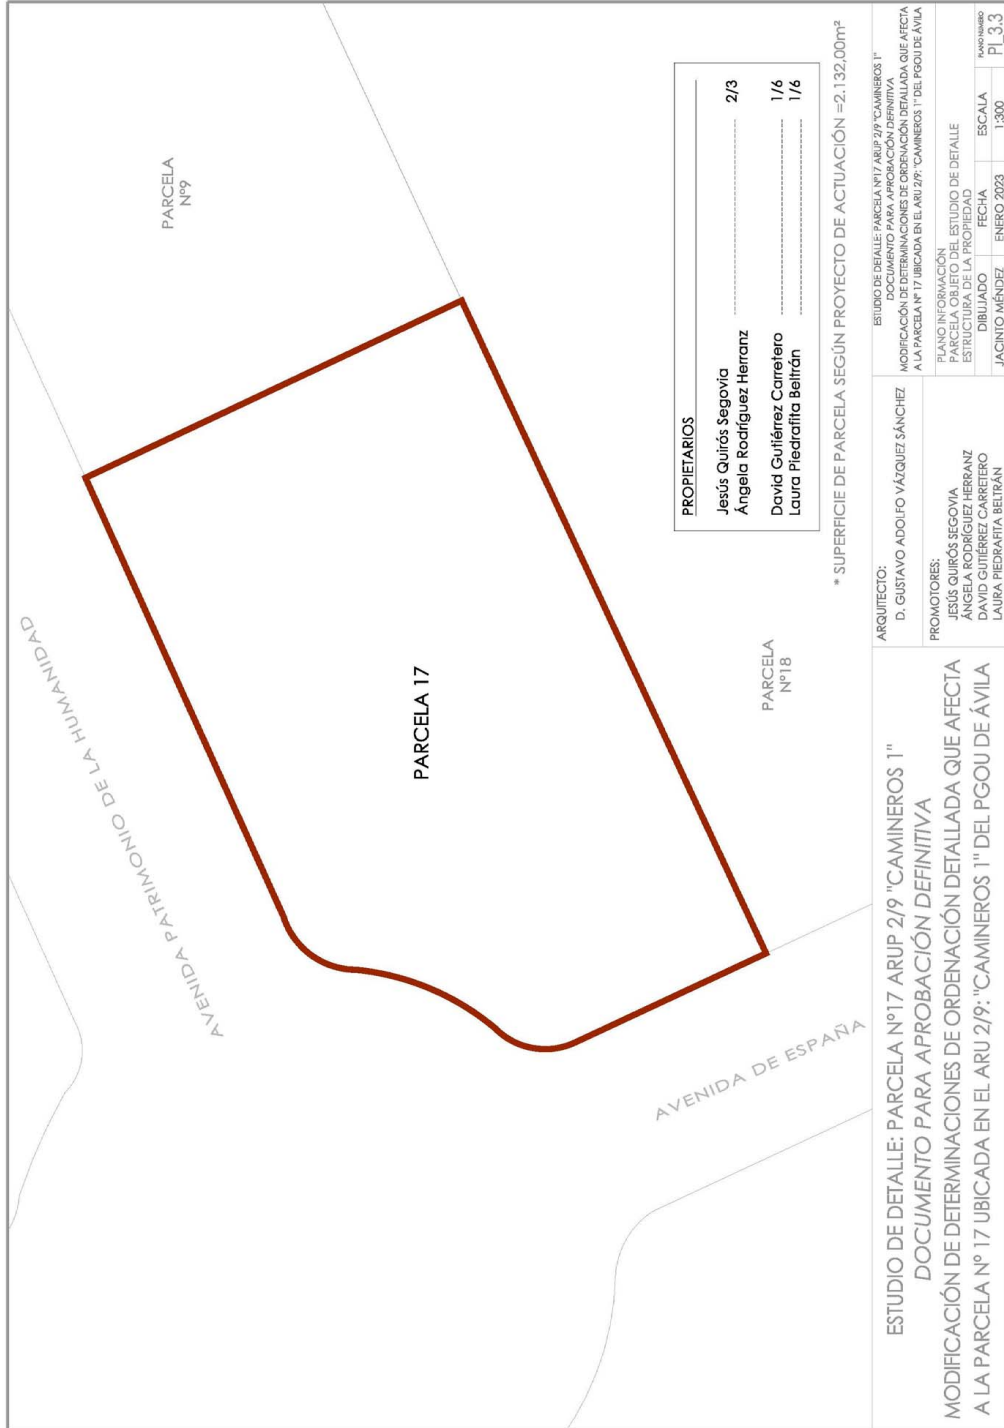 AVENIDA PATRIMONIO DE LA HUMANIDAD
PARCELA
Nº9
PARCELA 17
AVENIDA DE ESPAÑA
PARCELA
Nº18
PROPIETARIOS
Jesús Quirós Segovia 2/3
Ángela Rodríguez Herranz
David Gutiérrez Carretero 1/6
Laura Piedrafita Beltrán 1/6
* SUPERFICIE DE PARCELA SEGÚN PROYECTO DE ACTUACIÓN =2.132,00m²
ESTUDIO DE DETALLE: PARCELA Nº17 ARUP 2/9 "CAMINEROS 1"
DOCUMENTO PARA APROBACIÓN DEFINITIVA
MODIFICACIÓN DE DETERMINACIONES DE ORDENACIÓN DETALLADA QUE AFECTA
A LA PARCELA Nº 17 UBICADA EN EL ARU 2/9: "CAMINEROS 1" DEL PGOU DE ÁVILA
ARQUITECTO:
D. GUSTAVO ADOLFO VÁZQUEZ SÁNCHEZ
PROMOTORES:
JESÚS QUIRÓS SEGOVIA
ÁNGELA RODRÍGUEZ HERRANZ
DAVID GUTIÉRREZ CARRETERO
LAURA PIEDRAFITA BELTRÁN
ESTUDIO DE DETALLE: PARCELA Nº17 ARUP 2/9 "CAMINEROS 1"
DOCUMENTO PARA APROBACIÓN DEFINITIVA
MODIFICACIÓN DE DETERMINACIONES DE ORDENACIÓN DETALLADA QUE AFECTA
A LA PARCELA Nº 17 UBICADA EN EL ARU 2/9: "CAMINEROS 1" DEL PGOU DE ÁVILA
PLANO INFORMACIÓN
PARCELA OBJETO DEL ESTUDIO DE DETALLE
ESTRUCTURA DE LA PROPIEDAD
DIBUJADO FECHA ESCALA PLANO NUMERO
JACINTO MÉNDEZ ENERO 2023 1:300 PI_3.3